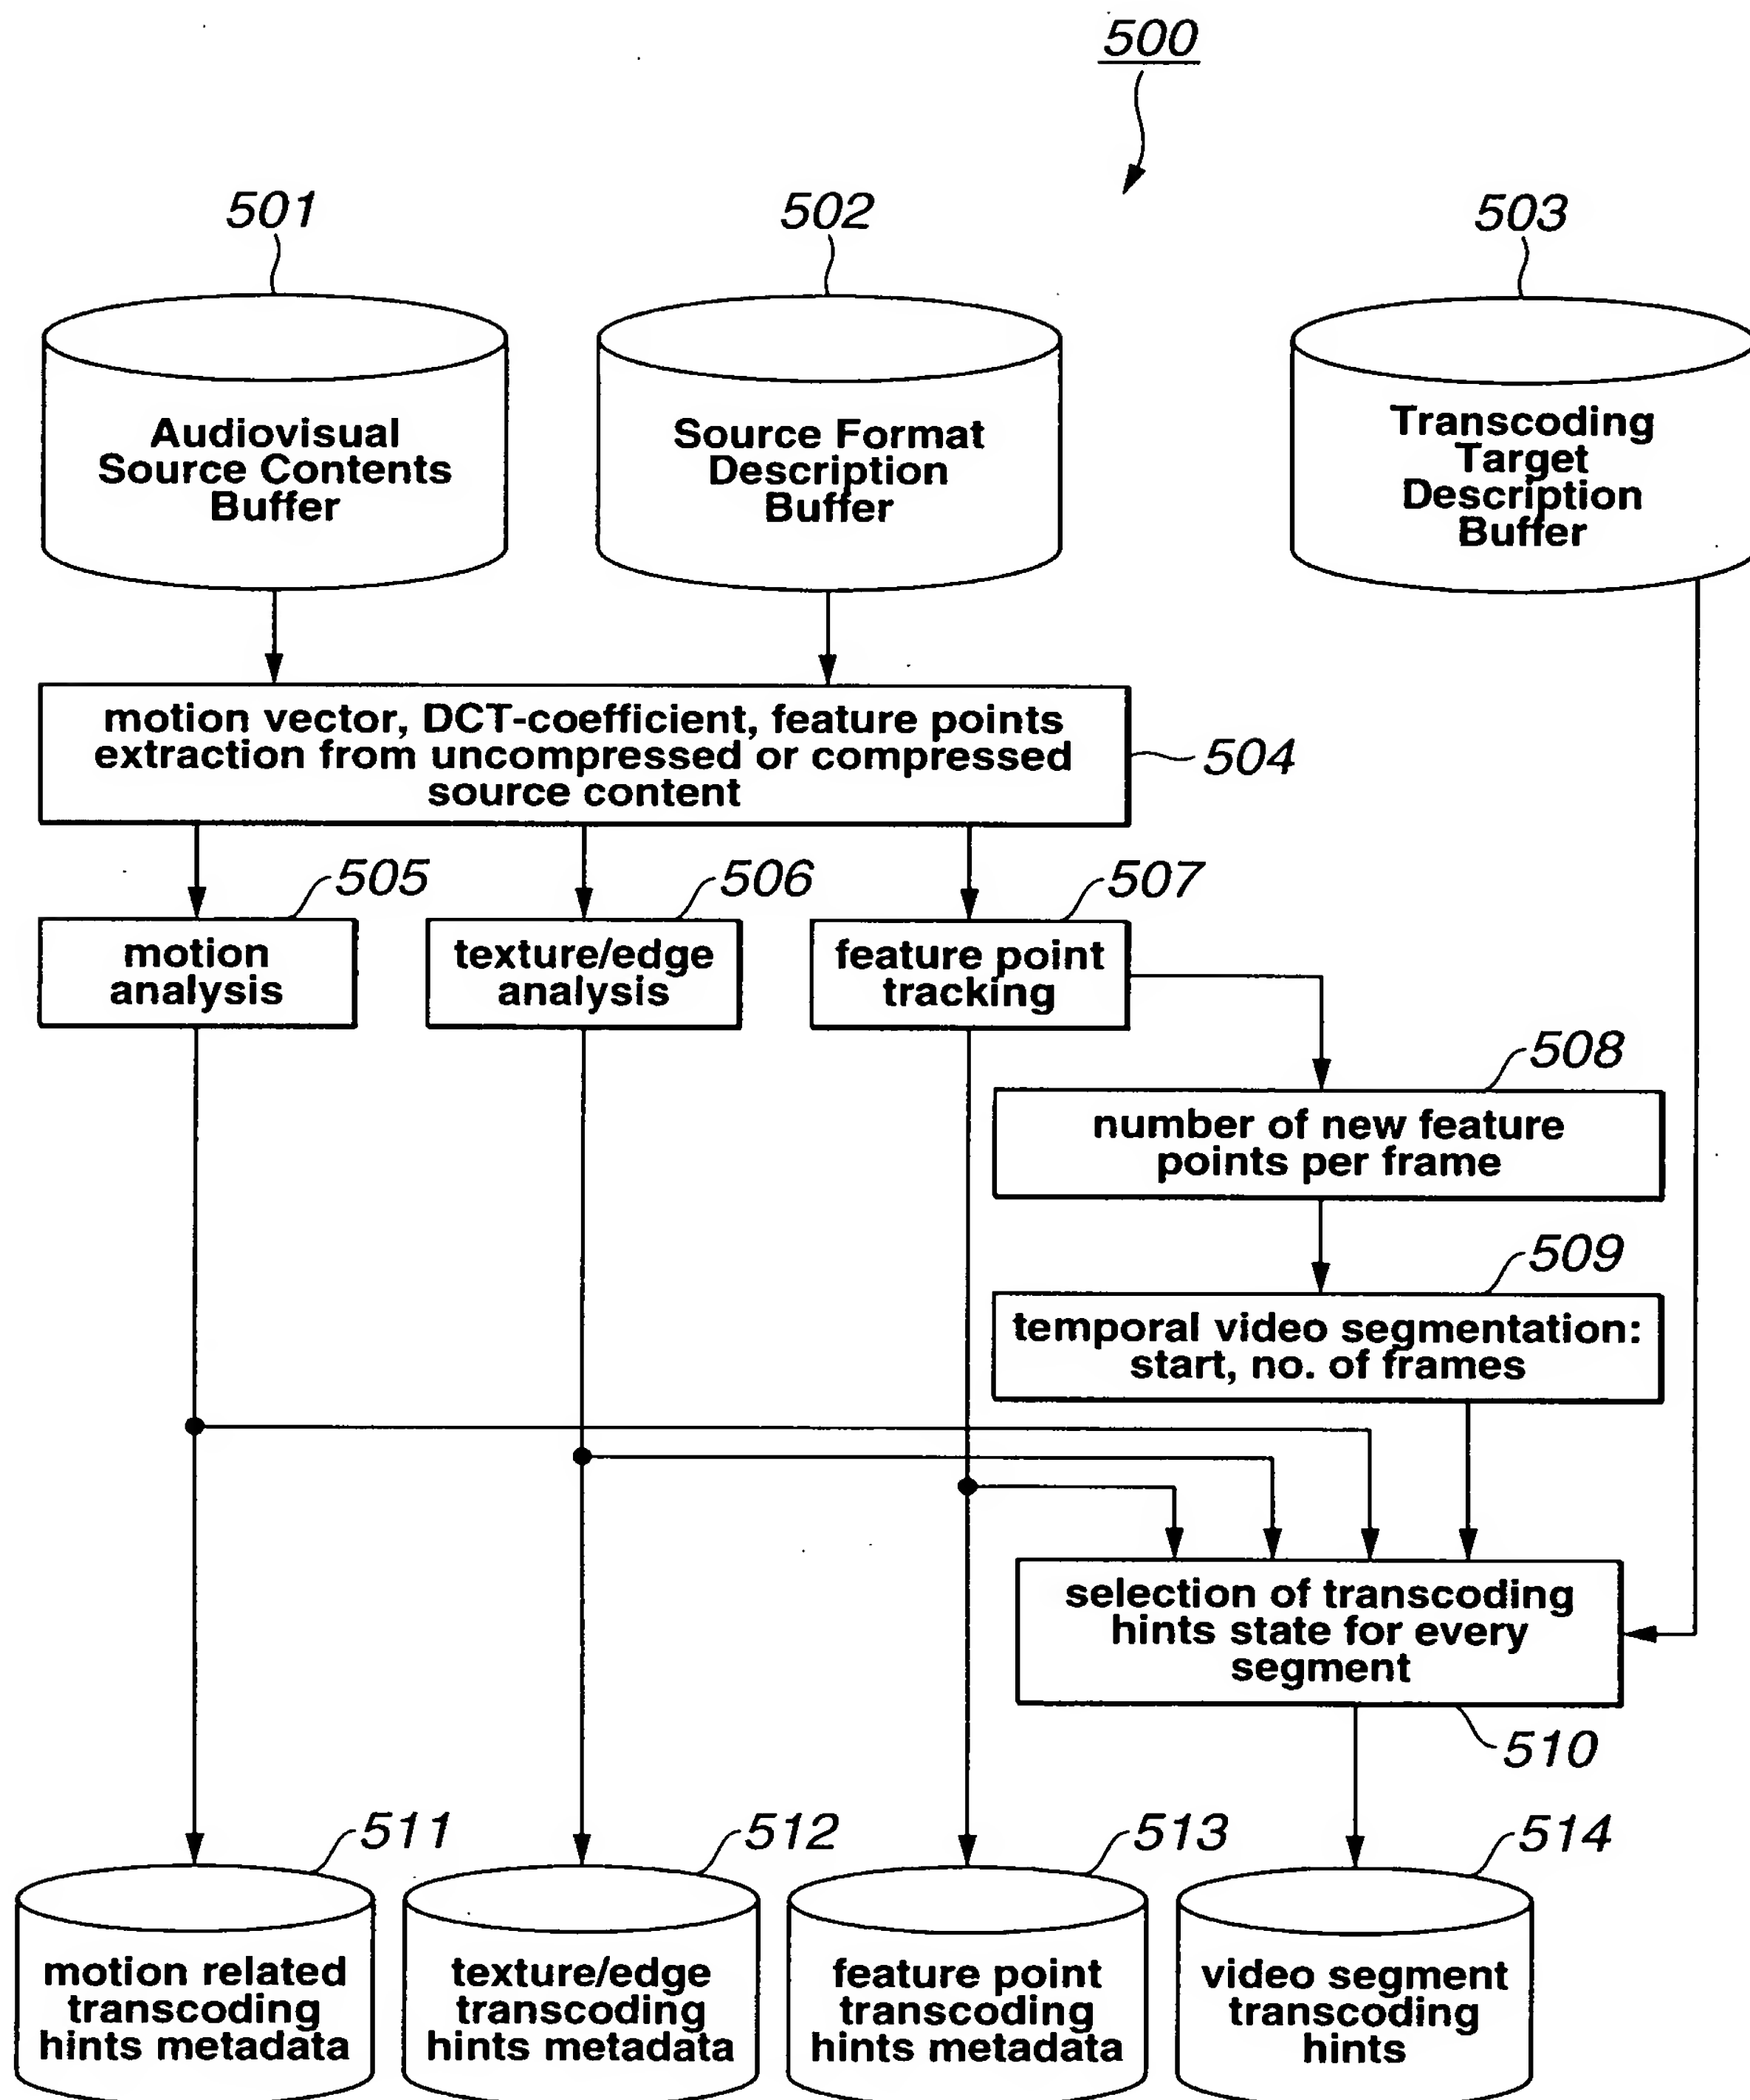 500
501
502
503
Audiovisual
Source Contents
Buffer
Source Format
Description
Buffer
Transcoding
Target
Description
Buffer
motion vector, DCT-coefficient, feature points
extraction from uncompressed or compressed
source content
504
505
506
507
motion
analysis
texture/edge
analysis
feature point
tracking
508
number of new feature
points per frame
509
temporal video segmentation:
start, no. of frames
selection of transcoding
hints state for every
segment
510
511
512
513
514
motion related
transcoding
hints metadata
texture/edge
transcoding
hints metadata
feature point
transcoding
hints metadata
video segment
transcoding
hints